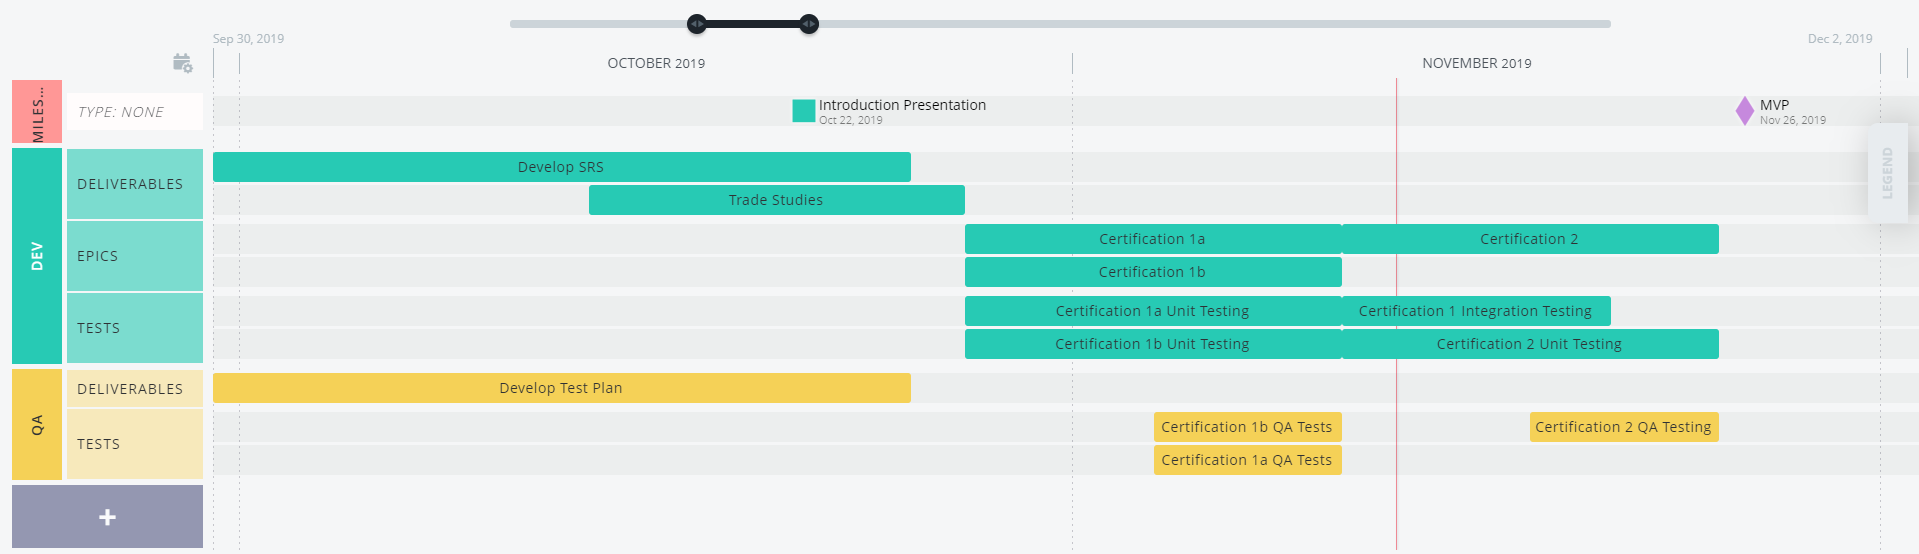 Sep 30, 2019
Dec 2, 2019
OCTOBER 2019
NOVEMBER 2019
MILES...
TYPE: NONE
Introduction Presentation
Oct 22, 2019
MVP
Nov 26, 2019
LEGEND
DEV
DELIVERABLES
Develop SRS
Trade Studies
EPICS
Certification 1a
Certification 2
Certification 1b
TESTS
Certification 1a Unit Testing
Certification 1 Integration Testing
Certification 1b Unit Testing
Certification 2 Unit Testing
QA
DELIVERABLES
Develop Test Plan
TESTS
Certification 1b QA Tests
Certification 2 QA Testing
Certification 1a QA Tests
+